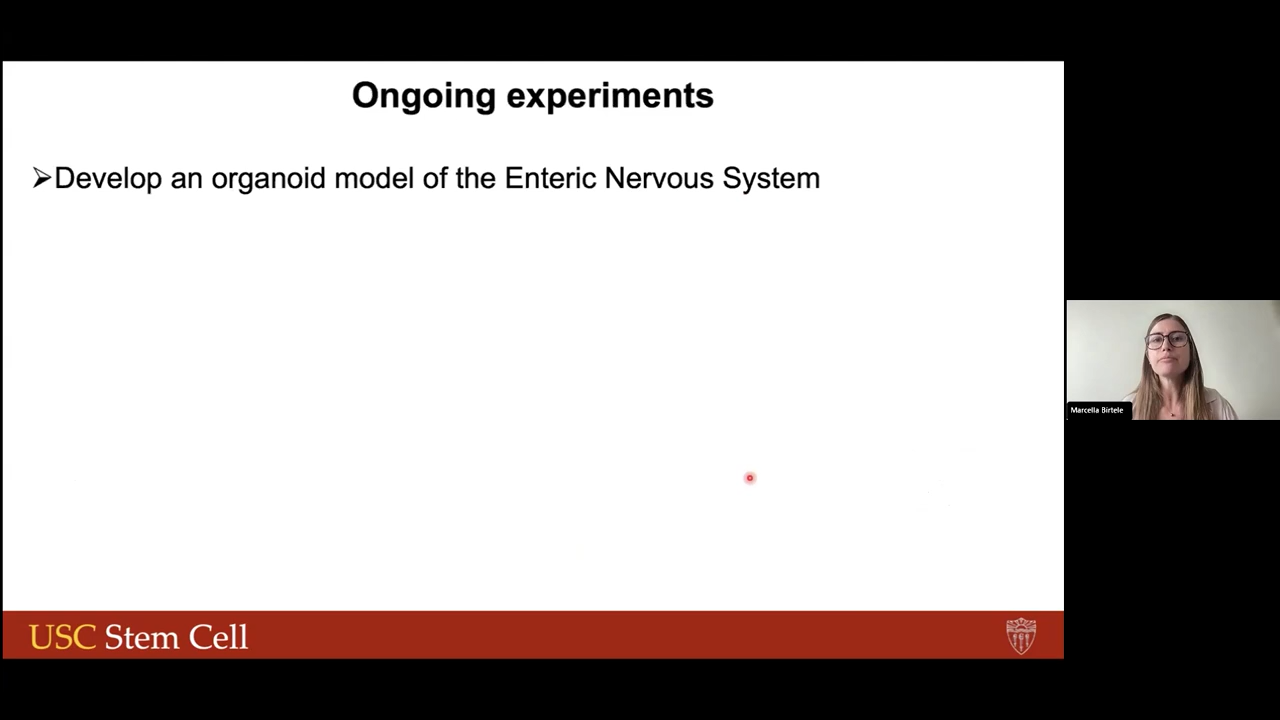 Ongoing experiments
➢Develop an organoid model of the Enteric Nervous System
Marcella Birtele
USC Stem Cell